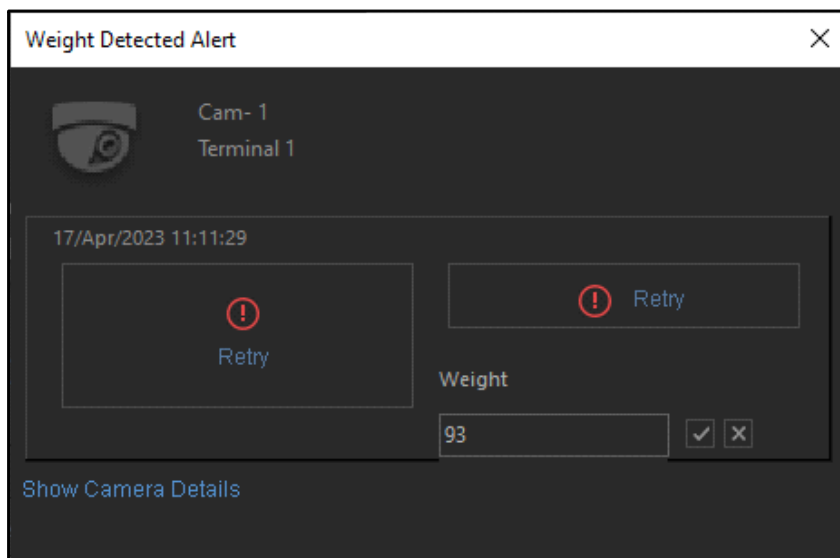 Weight Detected Alert
Cam- 1
Terminal 1
17/Apr/2023 11:11:29
Retry
Retry
Weight
93
Show Camera Details